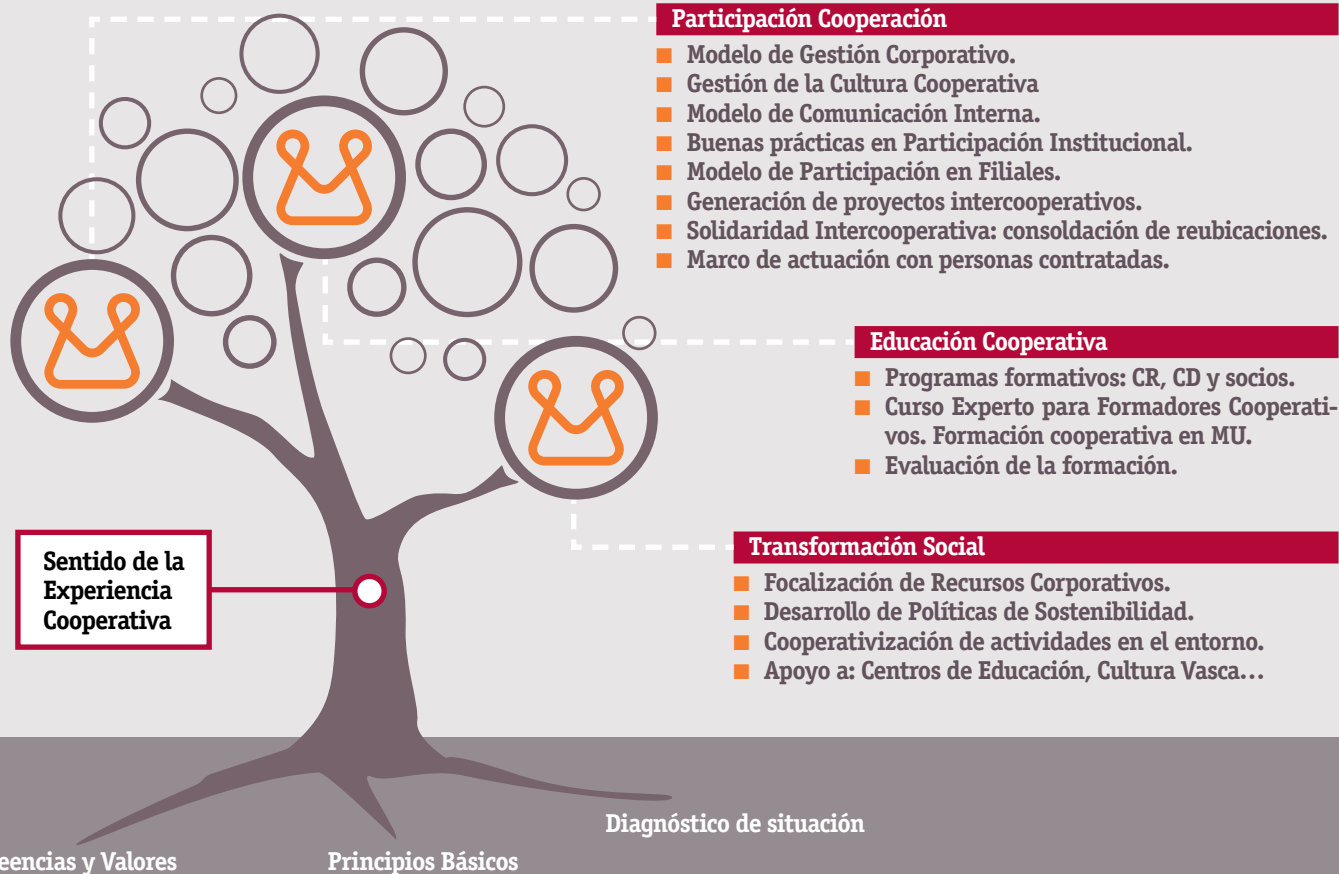 Participación Cooperación
Modelo de Gestión Corporativo.
Gestión de la Cultura Cooperativa
Modelo de Comunicación Interna.
Buenas prácticas en Participación Institucional.
Modelo de Participación en Filiales.
Generación de proyectos intercooperativos.
Solidaridad Intercooperativa: consoldación de reubicaciones.
Marco de actuación con personas contratadas.
Educación Cooperativa
Programas formativos: CR, CD y socios.
Curso Experto para Formadores Cooperati-
vos. Formación cooperativa en MU.
Evaluación de la formación.
Sentido de la
Experiencia
Cooperativa
Transformación Social
Focalización de Recursos Corporativos.
Desarrollo de Políticas de Sostenibilidad.
Cooperativización de actividades en el entorno.
Apoyo a: Centros de Educación, Cultura Vasca...
Diagnóstico de situación
eencias y Valores
Principios Básicos